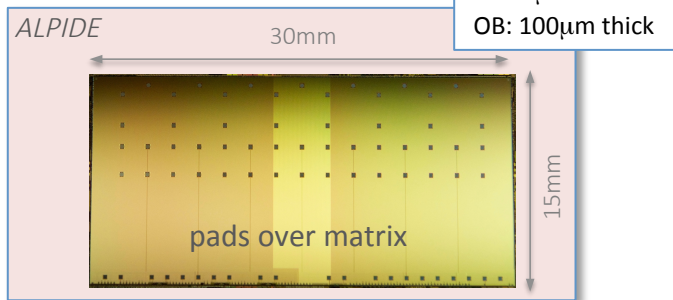 ALPIDE
OB: 100μm thick
30mm
15mm
pads over matrix